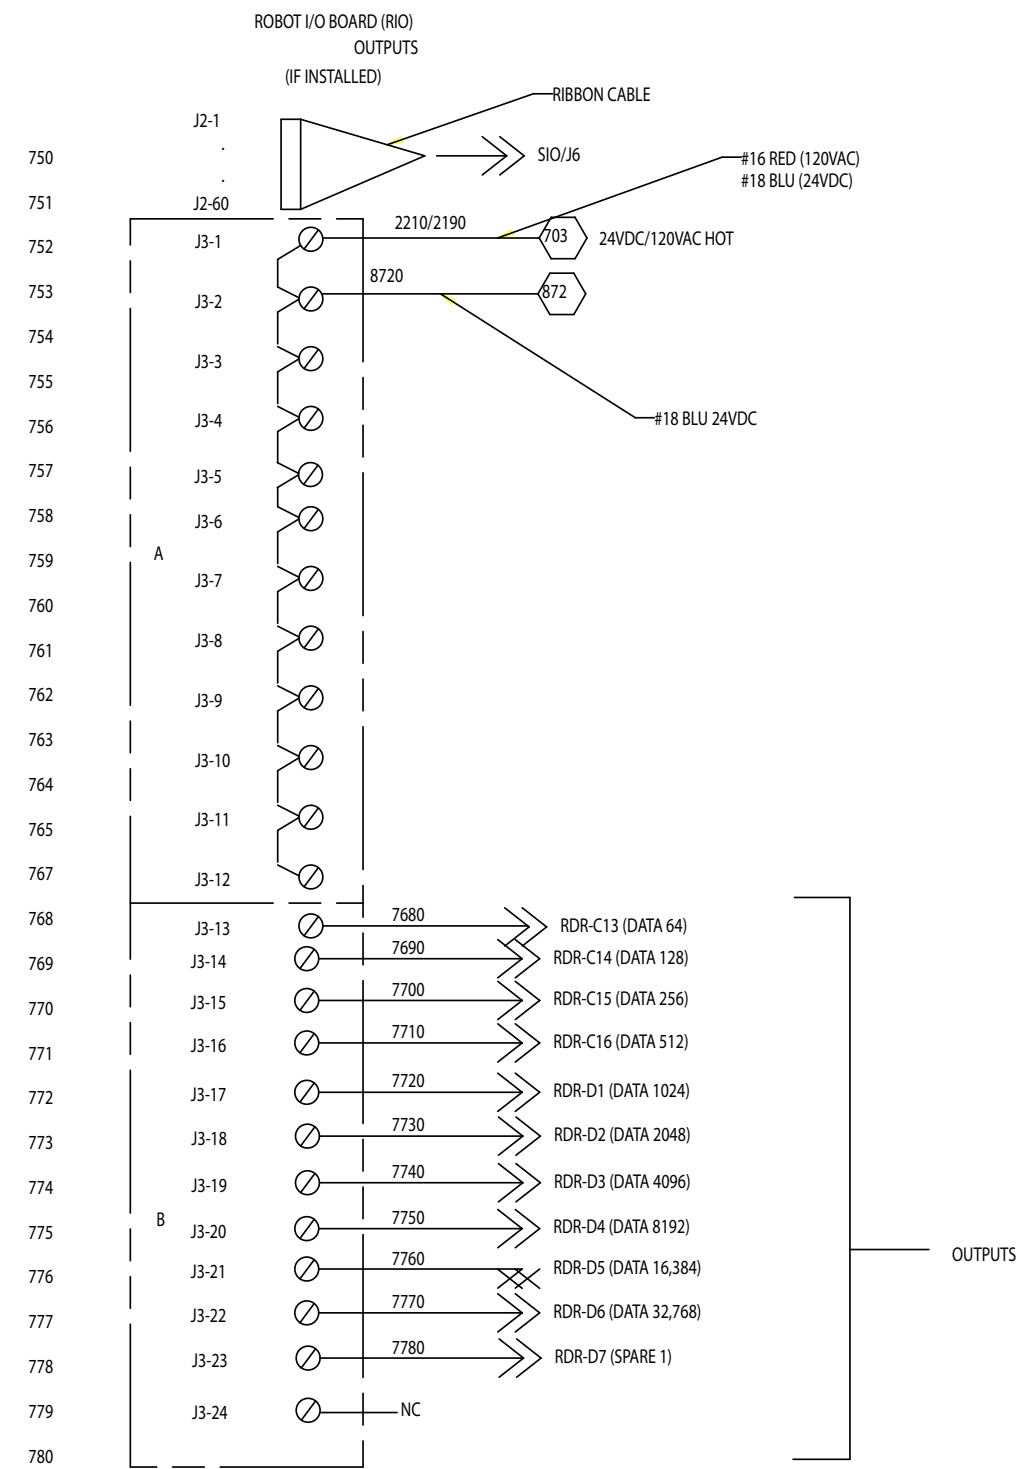 ROBOT I/O BOARD (RIO)
OUTPUTS
(IF INSTALLED)
RIBBON CABLE
J2-1
.
750
SIO/J6
#16 RED (120VAC)
#18 BLU (24VDC)
.
751
J2-60
2210/2190
752
J3-1
703
24VDC/120VAC HOT
8720
753
J3-2
872
754
J3-3
755
756
J3-4
#18 BLU 24VDC
757
J3-5
758
J3-6
759
A
J3-7
760
761
J3-8
762
J3-9
763
J3-10
764
J3-11
765
767
J3-12
768
J3-13
7680
RDR-C13 (DATA 64)
769
J3-14
7690
RDR-C14 (DATA 128)
770
J3-15
7700
RDR-C15 (DATA 256)
771
J3-16
7710
RDR-C16 (DATA 512)
772
J3-17
7720
RDR-D1 (DATA 1024)
773
J3-18
7730
RDR-D2 (DATA 2048)
774
J3-19
7740
RDR-D3 (DATA 4096)
775
B
J3-20
7750
RDR-D4 (DATA 8192)
OUTPUTS
776
J3-21
7760
RDR-D5 (DATA 16,384)
777
J3-22
7770
RDR-D6 (DATA 32,768)
778
J3-23
7780
RDR-D7 (SPARE 1)
779
J3-24
NC
780